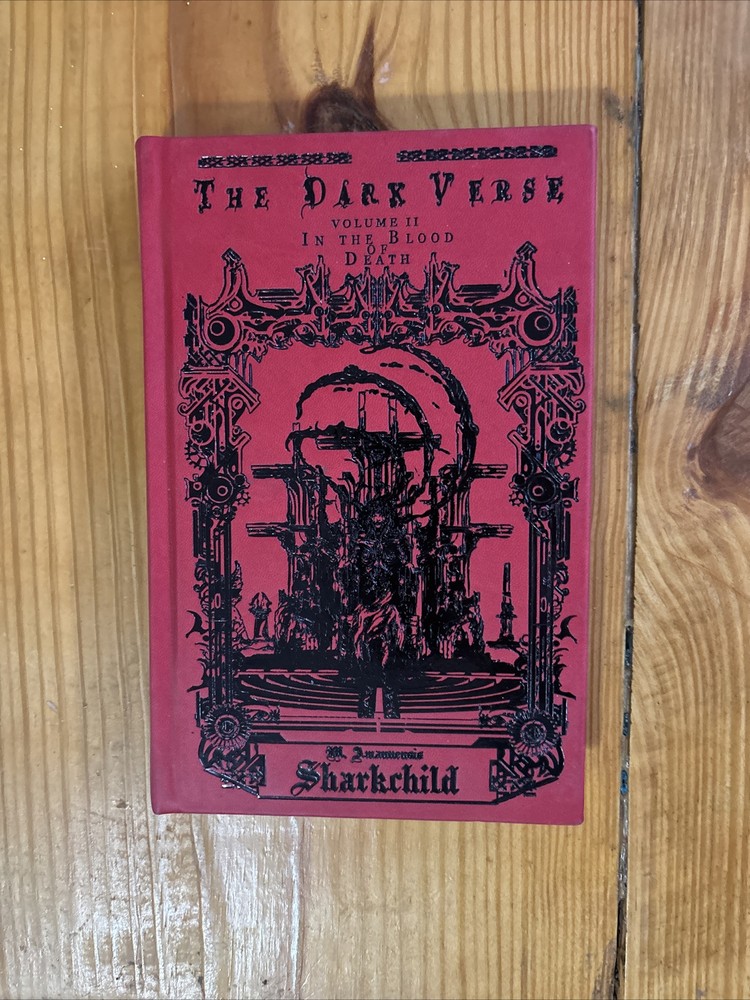 The Dark Verse
VOLUME II
In the Blood
of
Death
M. Amanuensis
Sharkchild